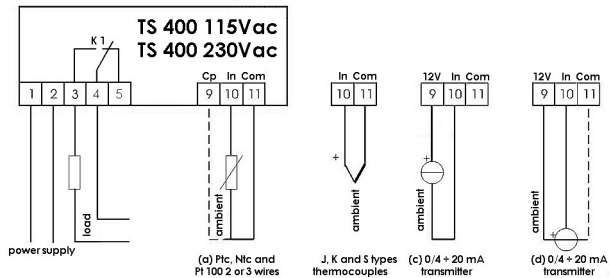 TS 400 115Vac
TS 400 230Vac
K 1
Cp In Com
In Com
12V
12V In Com
1 2 3 4 5
9 10 11
10 11
9 10 11
9 10 11
+
+
+
load
ambient
ambient
ambient
ambient
power supply
(a) Ptc, Ntc and
Pt 100 2 or 3 wires
J, K and S types
thermocouples
(c) 0/4 ÷ 20 mA
transmitter
(d) 0/4 ÷ 20 mA
transmitter